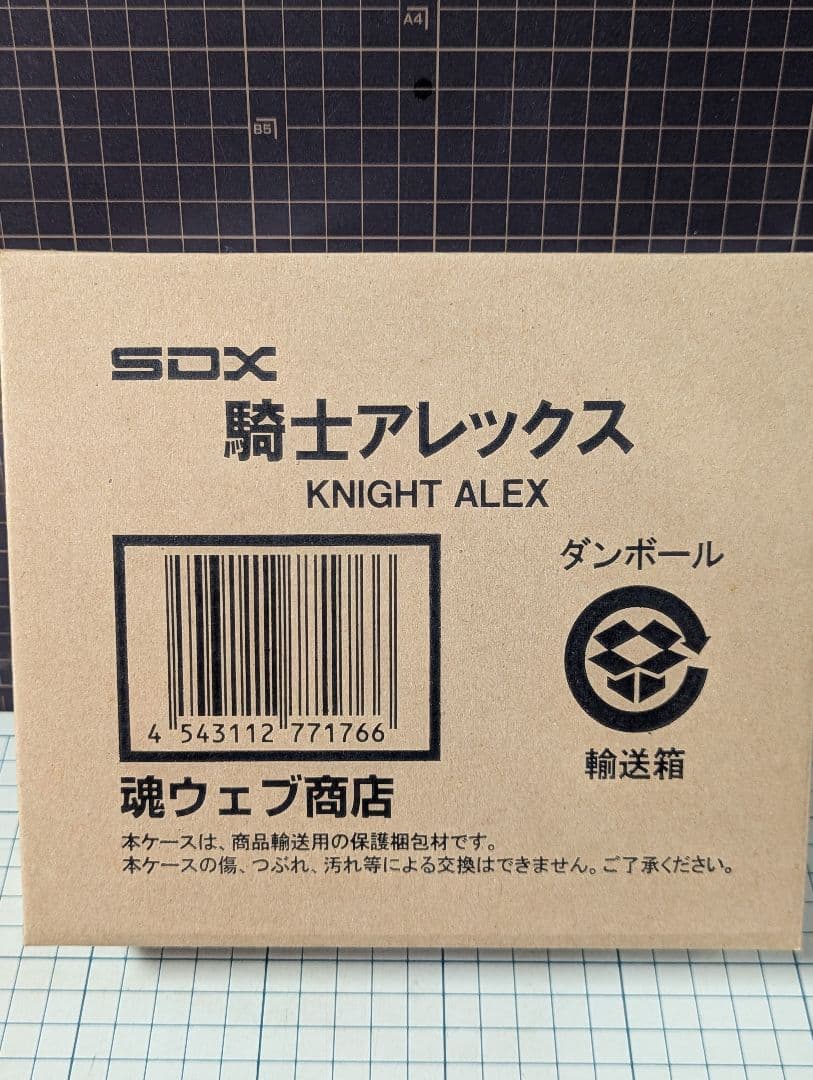 A4
B5
SDX
騎士アレックス
KNIGHT ALEX
ダンボール
4 543112 771766
輸送箱
魂ウェブ商店
本ケースは、商品輸送用の保護梱包材です。
本ケースの傷、つぶれ、汚れ等による交換はできません。ご了承ください。